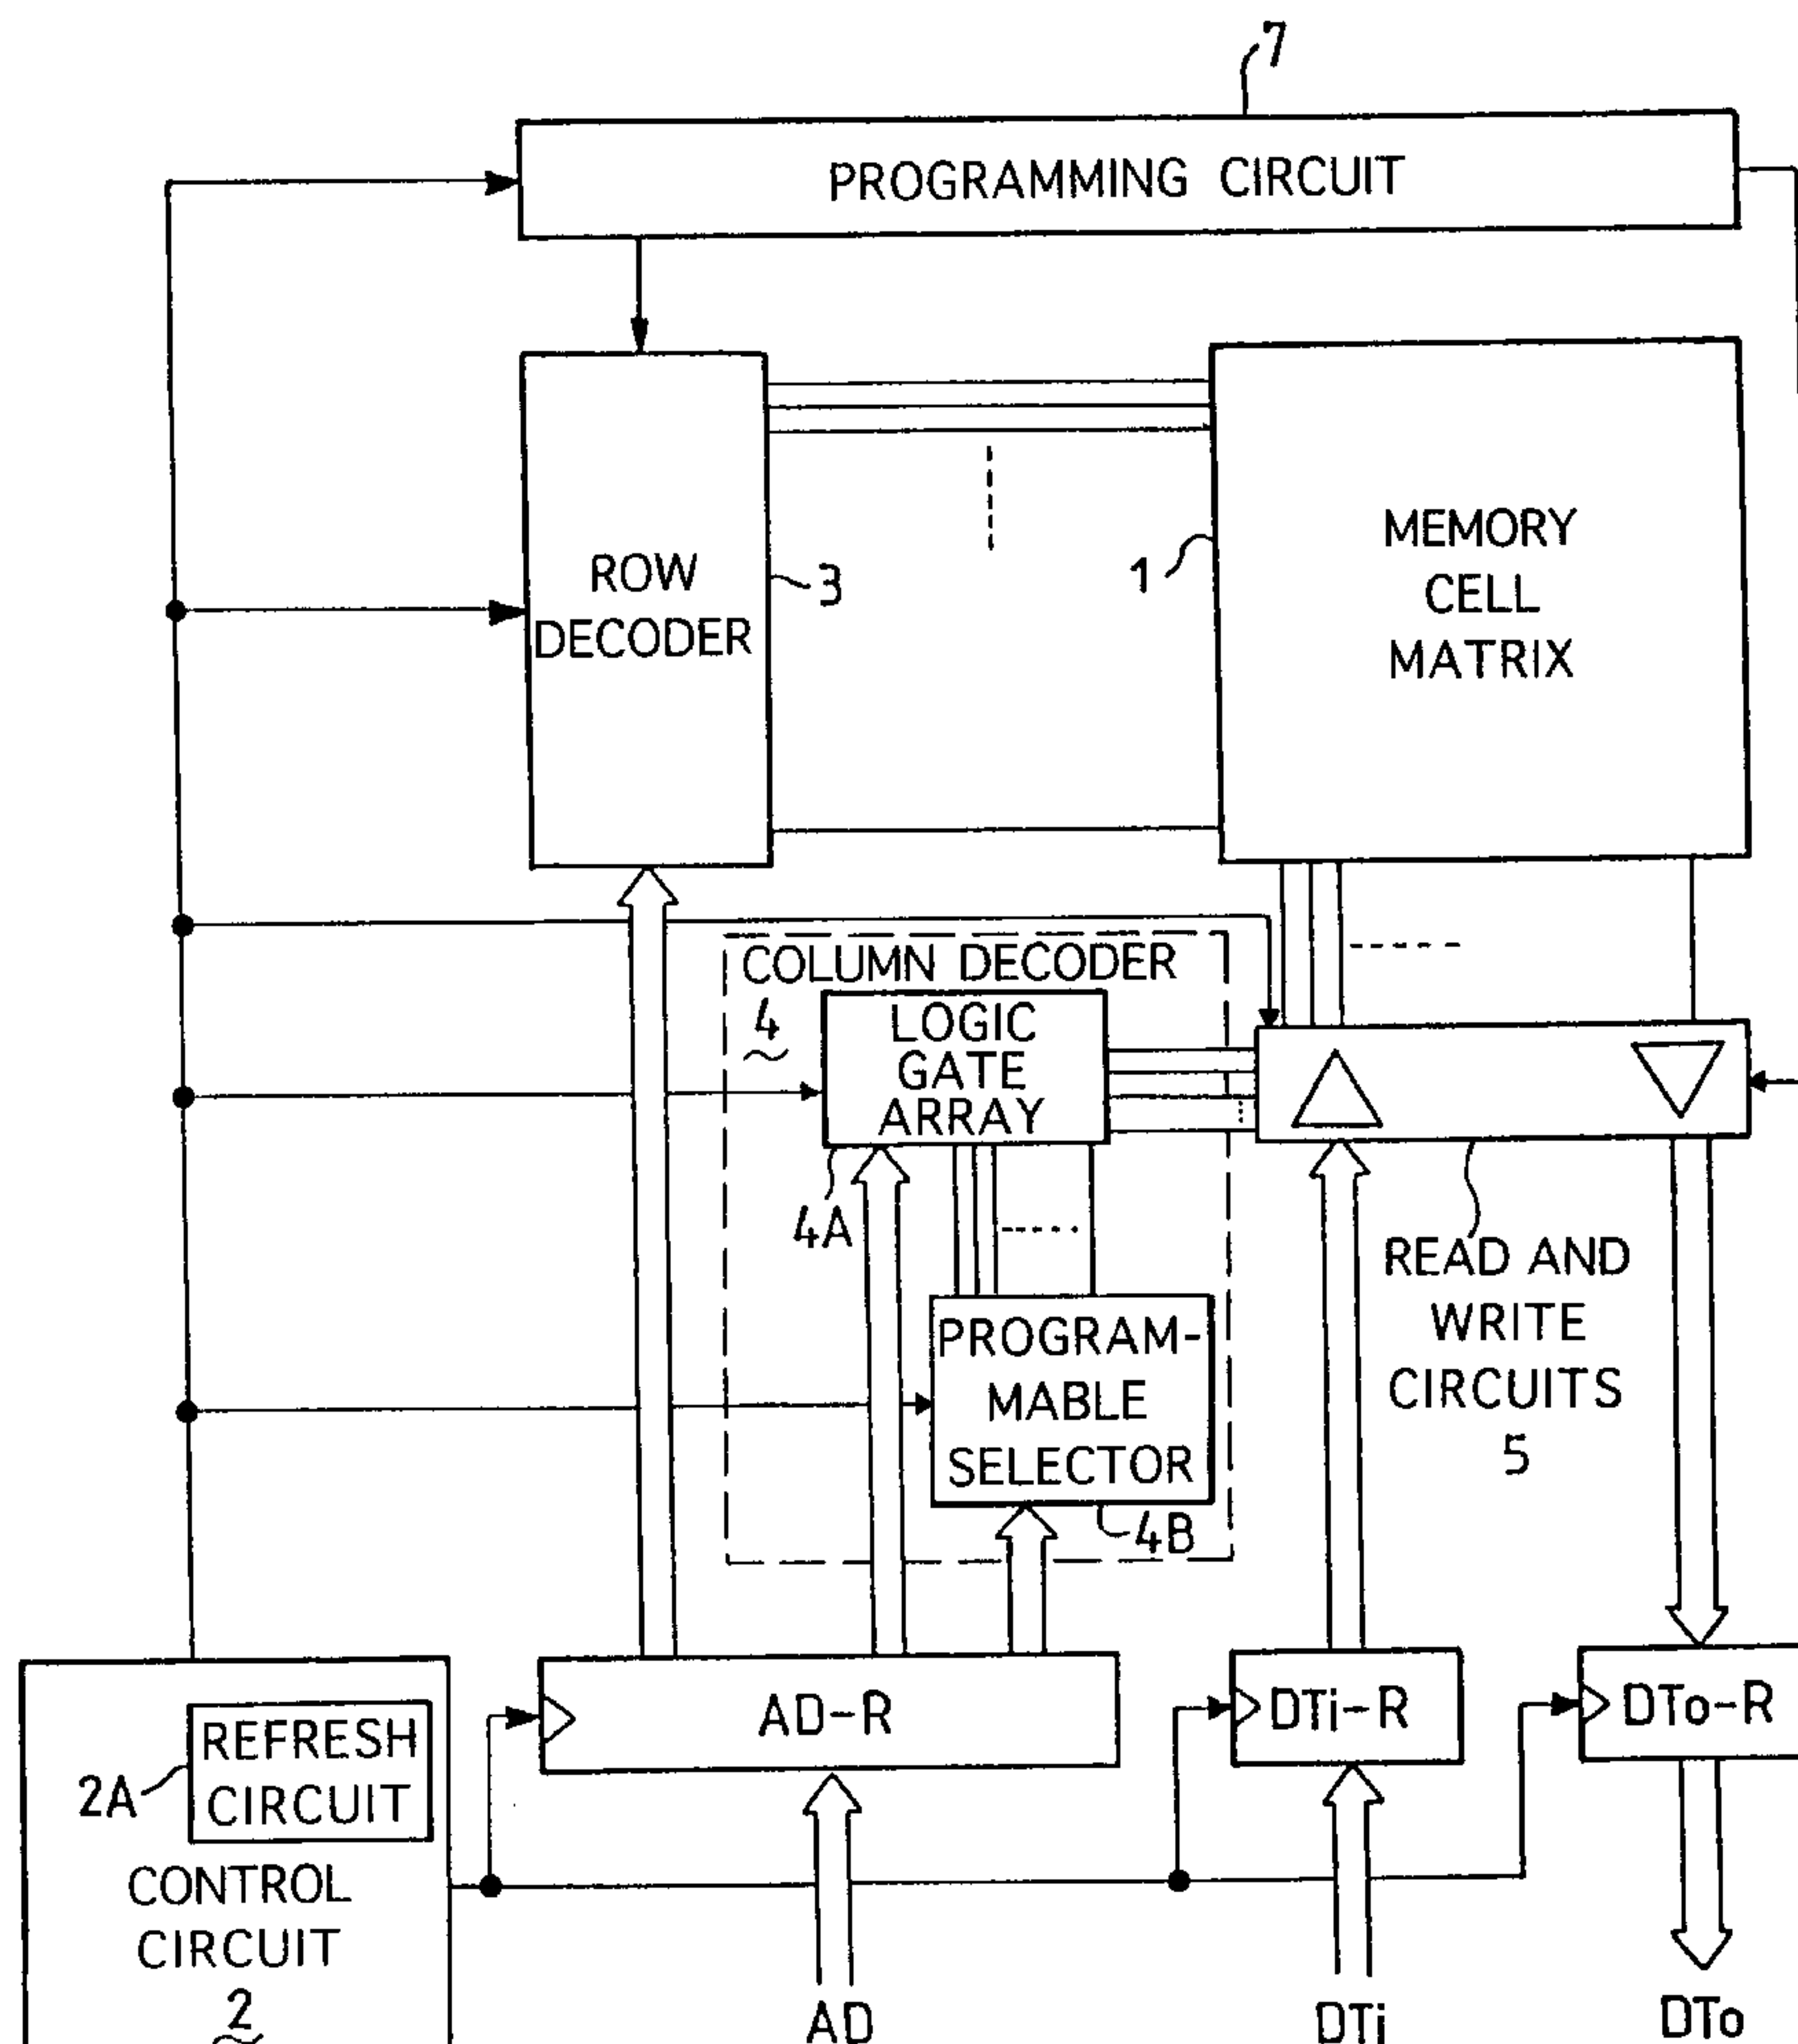 7
PROGRAMMING CIRCUIT
ROW
DECODER
3
1
MEMORY
CELL
MATRIX
COLUMN DECODER
4
LOGIC
GATE
ARRAY
4A
PROGRAM-
MABLE
SELECTOR
4B
READ AND
WRITE
CIRCUITS
5
AD-R
DTi-R
DTo-R
REFRESH
CIRCUIT
2A
CONTROL
CIRCUIT
2
AD
DTi
DTo